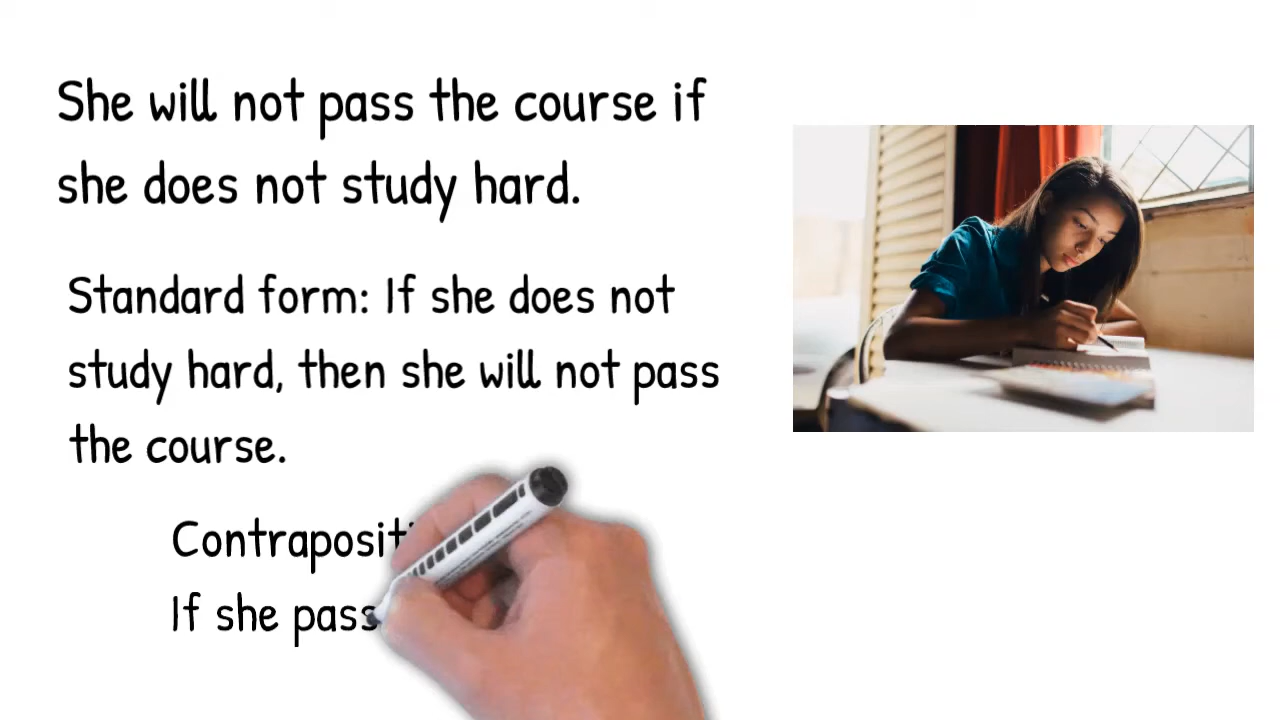 She will not pass the course if
she does not study hard.
Standard form: If she does not
study hard, then she will not pass
the course.
If she pass